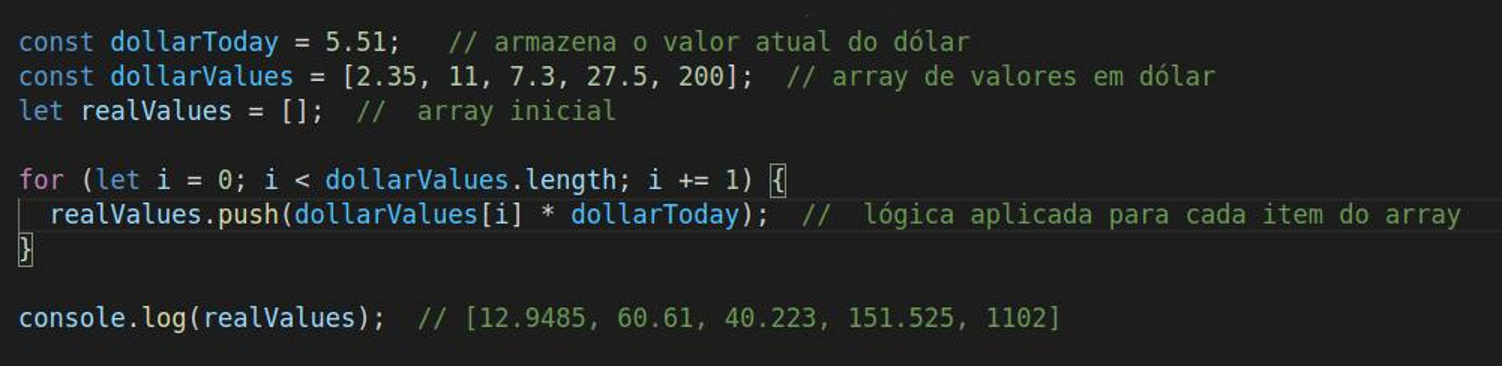 const dollarToday = 5.51;   // armazena o valor atual do dólar
const dollarValues = [2.35, 11, 7.3, 27.5, 200];  // array de valores em dólar
let realValues = [];  //  array inicial
for (let i = 0; i < dollarValues.length; i += 1) {
  realValues.push(dollarValues[i] * dollarToday);  //  lógica aplicada para cada item do array
}
console.log(realValues);  // [12.9485, 60.61, 40.223, 151.525, 1102]